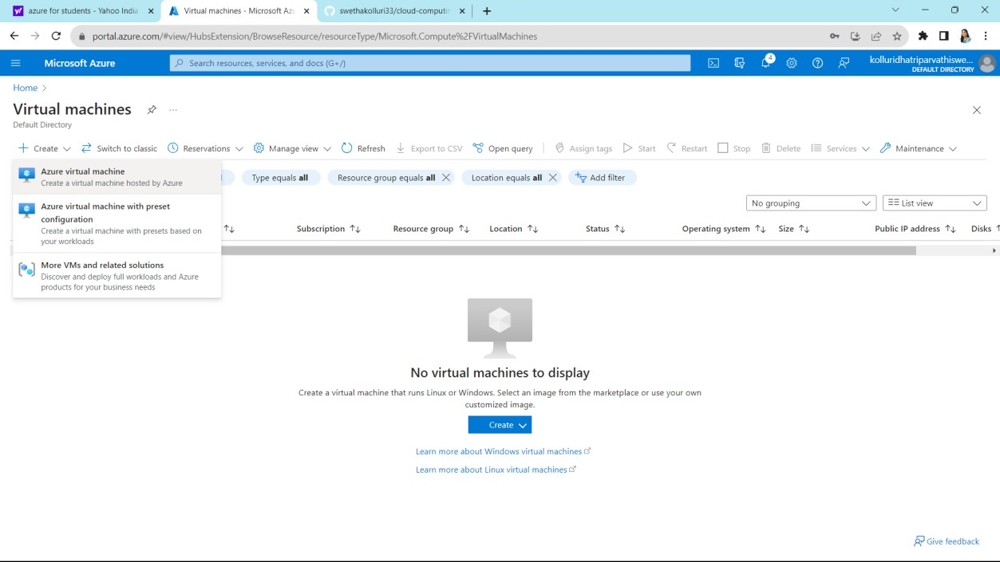 azure for students - Yahoo India
Virtual machines - Microsoft Az
swethakolluri33/cloud-computin
portal.azure.com/#view/HubsExtension/BrowseResource/resourceType/Microsoft.Compute%2FVirtualMachines
Microsoft Azure
Search resources, services, and docs (G+/)
4
kolluridhatriparvathiswe...
DEFAULT DIRECTORY
Home >
Virtual machines
...
Default Directory
Create
Switch to classic
Reservations
Manage view
Refresh
Export to CSV
Open query
Assign tags
Start
Restart
Stop
Delete
Services
Maintenance
Azure virtual machine
Create a virtual machine hosted by Azure
Azure virtual machine with preset
configuration
Create a virtual machine with presets based on
your workloads
More VMs and related solutions
Discover and deploy full workloads and Azure
products for your business needs
Type equals all
Resource group equals all
Location equals all
Add filter
No grouping
List view
Subscription
Resource group
Location
Status
Operating system
Size
Public IP address
Disks
No virtual machines to display
Create a virtual machine that runs Linux or Windows. Select an image from the marketplace or use your own
customized image.
Create
Learn more about Windows virtual machines
Learn more about Linux virtual machines
Give feedback